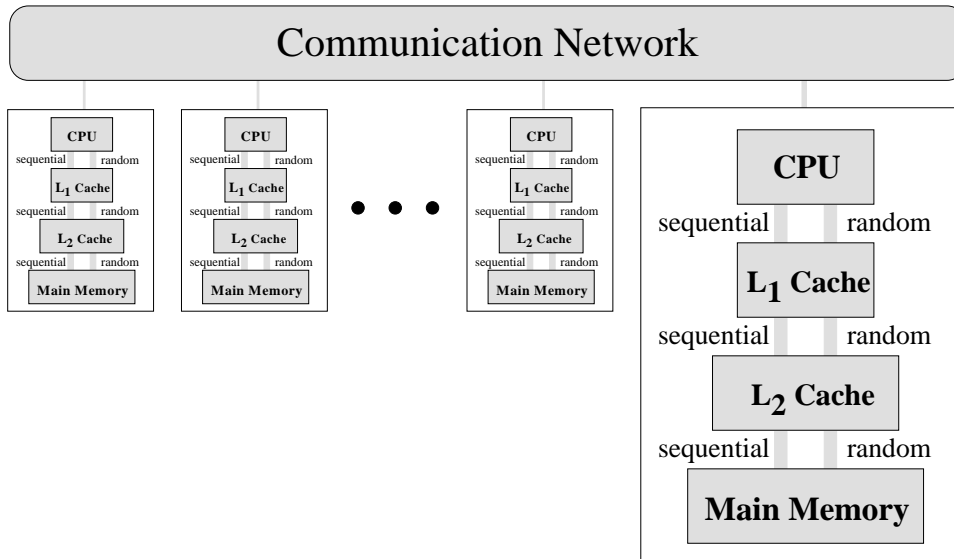 Communication Network
CPU
sequential random
L1 Cache
sequential random
L2 Cache
sequential random
Main Memory
CPU
sequential random
L1 Cache
sequential random
L2 Cache
sequential random
Main Memory
CPU
sequential random
L1 Cache
sequential random
L2 Cache
sequential random
Main Memory
CPU
sequential random
L1 Cache
sequential random
L2 Cache
sequential random
Main Memory